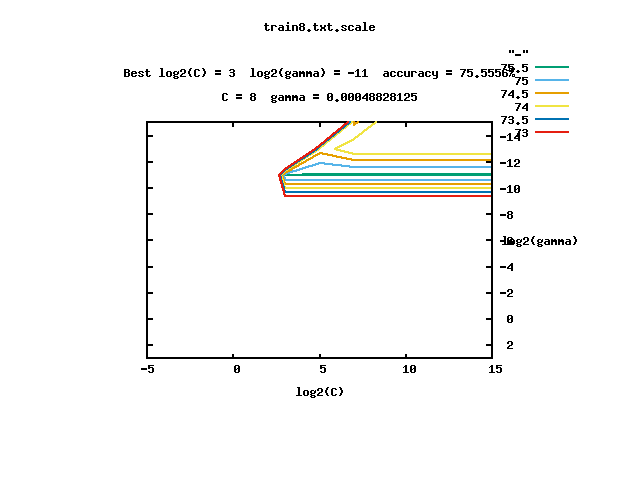 train8.txt.scale
"-"
Best log2(C) = 3  log2(gamma) = -11  accuracy = 75.5556%
75.5
75
74.5
C = 8  gamma = 0.00048828125
74
73.5
73
-14
-12
-10
-8
-6
log2(gamma)
-4
-2
0
2
-5 0 5 10 15
log2(C)